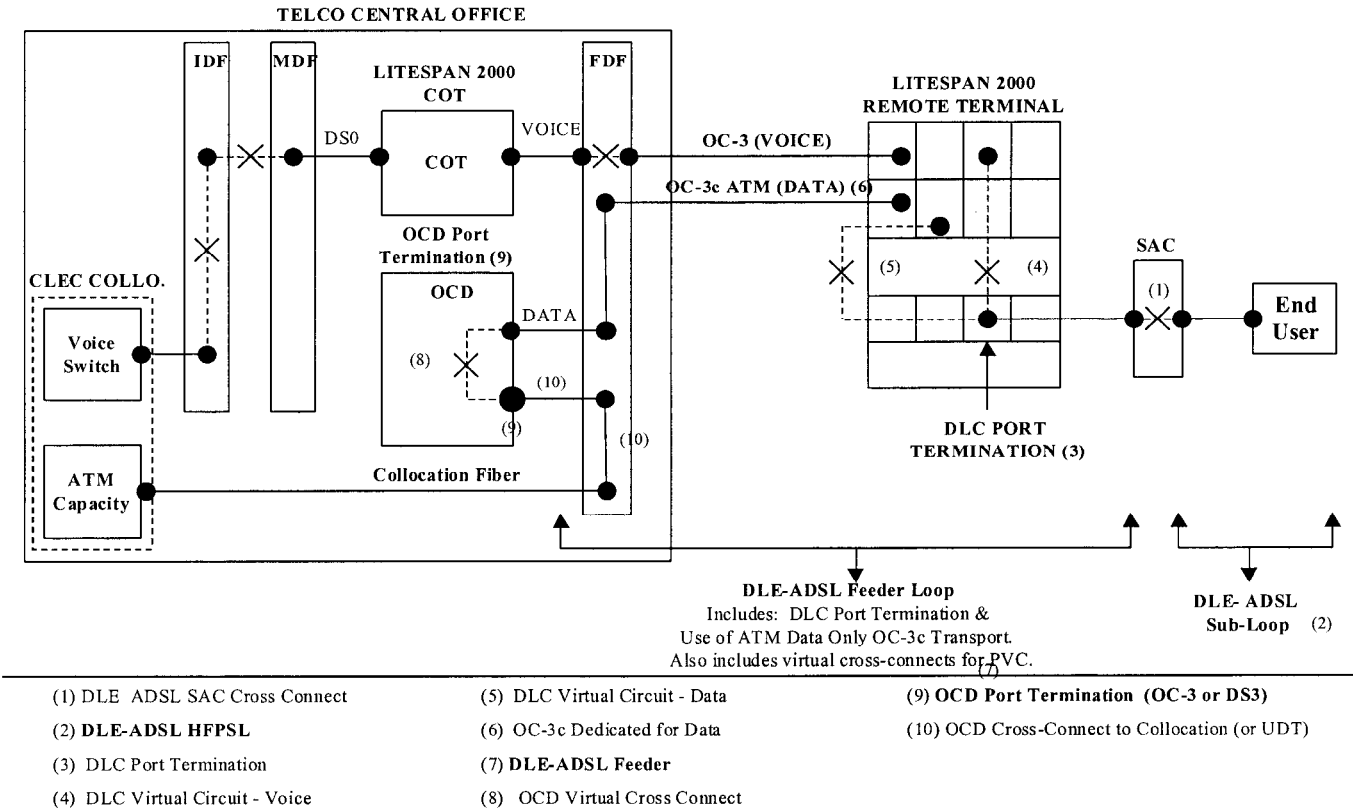 TELCO CENTRAL OFFICE
IDF
MDF
FDF
LITESPAN 2000
COT
COT
DS0
VOICE
OC-3 (VOICE)
OC-3c ATM (DATA) (6)
LITESPAN 2000
REMOTE TERMINAL
OCD Port
Termination (9)
OCD
DATA
(8)
(10)
(9)
(10)
CLEC COLLO.
Voice
Switch
ATM
Capacity
Collocation Fiber
(5)
(4)
SAC
(1)
End
User
DLC PORT
TERMINATION (3)
DLE-ADSL Feeder Loop
Includes: DLC Port Termination &
Use of ATM Data Only OC-3c Transport.
Also includes virtual cross-connects for PVC.
(7)
DLE- ADSL
Sub-Loop (2)
(1) DLE ADSL SAC Cross Connect
(2) DLE-ADSL HFPSL
(3) DLC Port Termination
(4) DLC Virtual Circuit - Voice
(5) DLC Virtual Circuit - Data
(6) OC-3c Dedicated for Data
(7) DLE-ADSL Feeder
(8) OCD Virtual Cross Connect
(9) OCD Port Termination (OC-3 or DS3)
(10) OCD Cross-Connect to Collocation (or UDT)